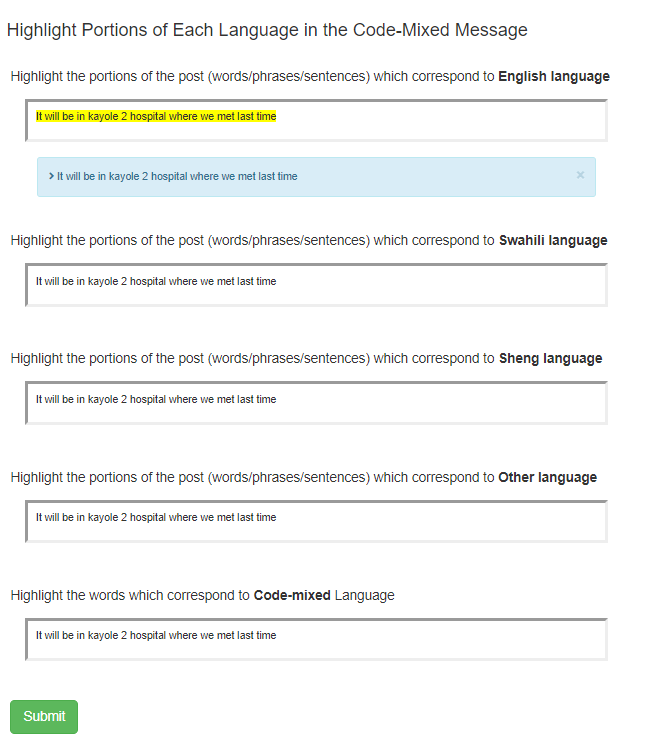 Highlight Portions of Each Language in the Code-Mixed Message
Highlight the portions of the post (words/phrases/sentences) which correspond to English language
It will be in kayole 2 hospital where we met last time
> It will be in kayole 2 hospital where we met last time ×
Highlight the portions of the post (words/phrases/sentences) which correspond to Swahili language
It will be in kayole 2 hospital where we met last time
Highlight the portions of the post (words/phrases/sentences) which correspond to Sheng language
It will be in kayole 2 hospital where we met last time
Highlight the portions of the post (words/phrases/sentences) which correspond to Other language
It will be in kayole 2 hospital where we met last time
Highlight the words which correspond to Code-mixed Language
It will be in kayole 2 hospital where we met last time
Submit